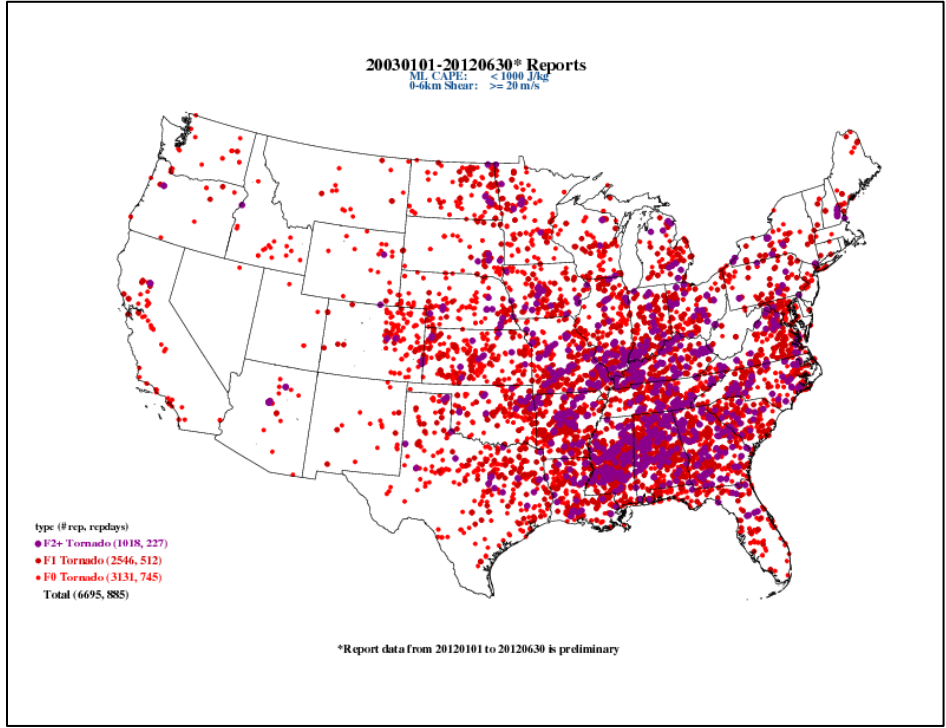 20030101-20120630* Reports
ML CAPE: < 1000 J/kg
0-6km Shear: >= 20 m/s
type (# rep, repdays)
F2+ Tornado (1018, 227)
F1 Tornado (2546, 512)
F0 Tornado (3131, 745)
Total (6695, 885)
*Report data from 20120101 to 20120630 is preliminary